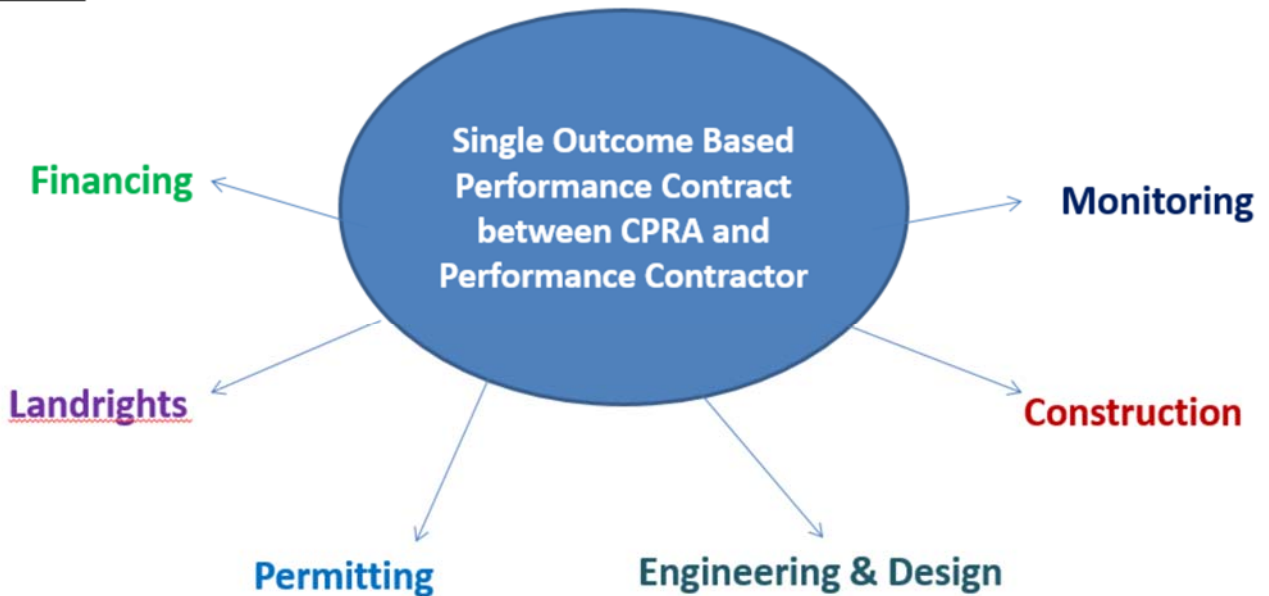 Single Outcome Based
Performance Contract
between CPRA and
Performance Contractor
Financing
Monitoring
Landrights
Construction
Permitting
Engineering & Design